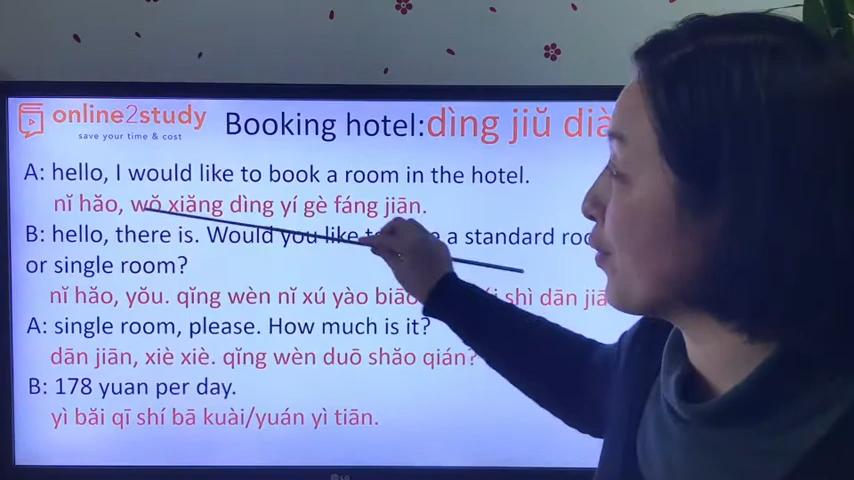 online2study
save your time & cost
Booking hotel:dìng jiǔ
A: hello, I would like to book a room in the hotel.
nǐ hǎo, wǒ xiǎng dìng yí gè fáng jiān.
B: hello, there is. Would you like a standard
or single room?
nǐ hǎo, yǒu. qǐng wèn nǐ xú yào shì dān
A: single room, please. How much is it?
dān jiān, xiè xiè. qǐng wèn duō shǎo qián?
B: 178 yuan per day.
yì bǎi qī shí bā kuài/yuán yì tiān.
LG